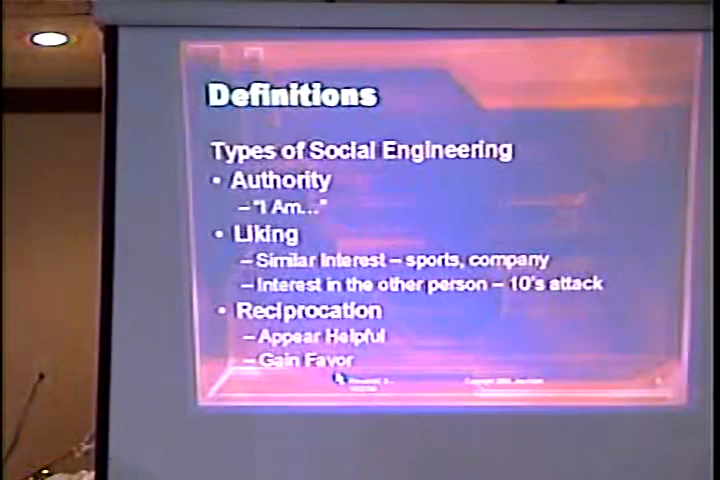 Definitions
Types of Social Engineering
• Authority
– "I Am..."
• Liking
– Similar Interest – sports, company
– Interest in the other person – 10's attack
• Reciprocation
– Appear Helpful
– Gain Favor
Copyright